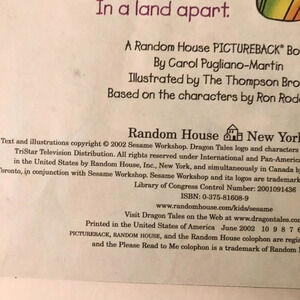 In a land apart.
A Random House PICTUREBACK® Bo
By Carol Pugliano-Martin
Illustrated by The Thompson Bro
Based on the characters by Ron Rode
Random House New York
Text and illustrations copyright © 2002 Sesame Workshop. Dragon Tales logo and characters
TriStar Television Distribution. All rights reserved under International and Pan-America
in the United States by Random House, Inc., New York, and simultaneously in Canada by
Toronto, in conjunction with Sesame Workshop. Sesame Workshop and its logos are trademark
Library of Congress Control Number: 2001091436
ISBN: 0-375-81608-9
www.randomhouse.com/kids/sesame
Visit Dragon Tales on the Web at www.dragontales.co
Printed in the United States of America June 2002 10 9 8 7 6
PICTUREBACK, RANDOM HOUSE, and the Random House colophon are regist
and the Please Read to Me colophon is a trademark of Random